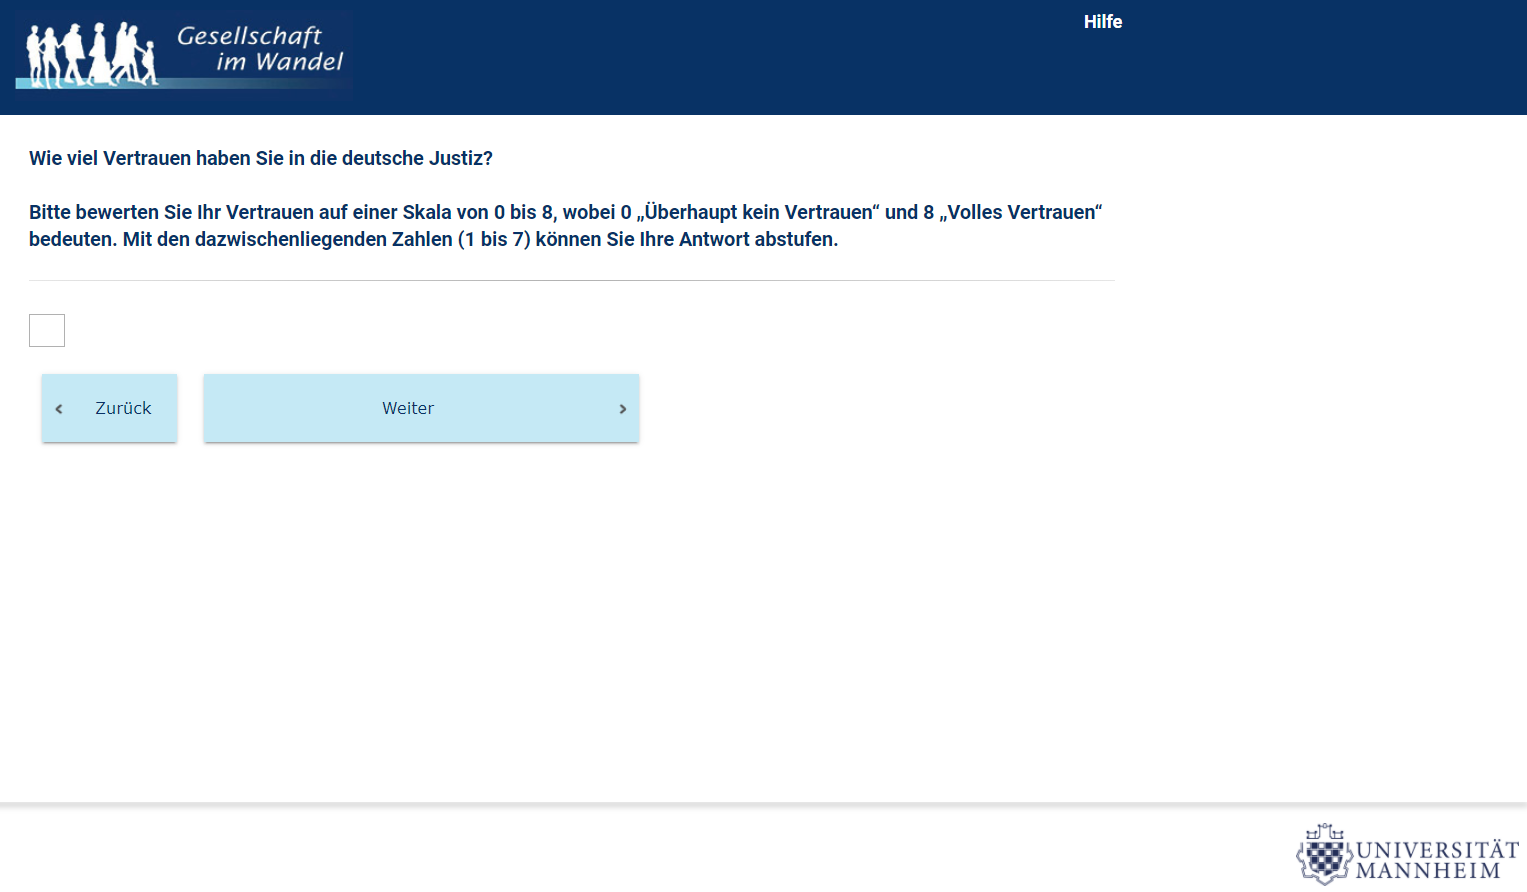 Gesellschaft
im Wandel
Hilfe
Wie viel Vertrauen haben Sie in die deutsche Justiz?
Bitte bewerten Sie Ihr Vertrauen auf einer Skala von 0 bis 8, wobei 0 „Überhaupt kein Vertrauen“ und 8 „Volles Vertrauen“
bedeuten. Mit den dazwischenliegenden Zahlen (1 bis 7) können Sie Ihre Antwort abstufen.
Zurück
Weiter
UNIVERSITÄT
MANNHEIM